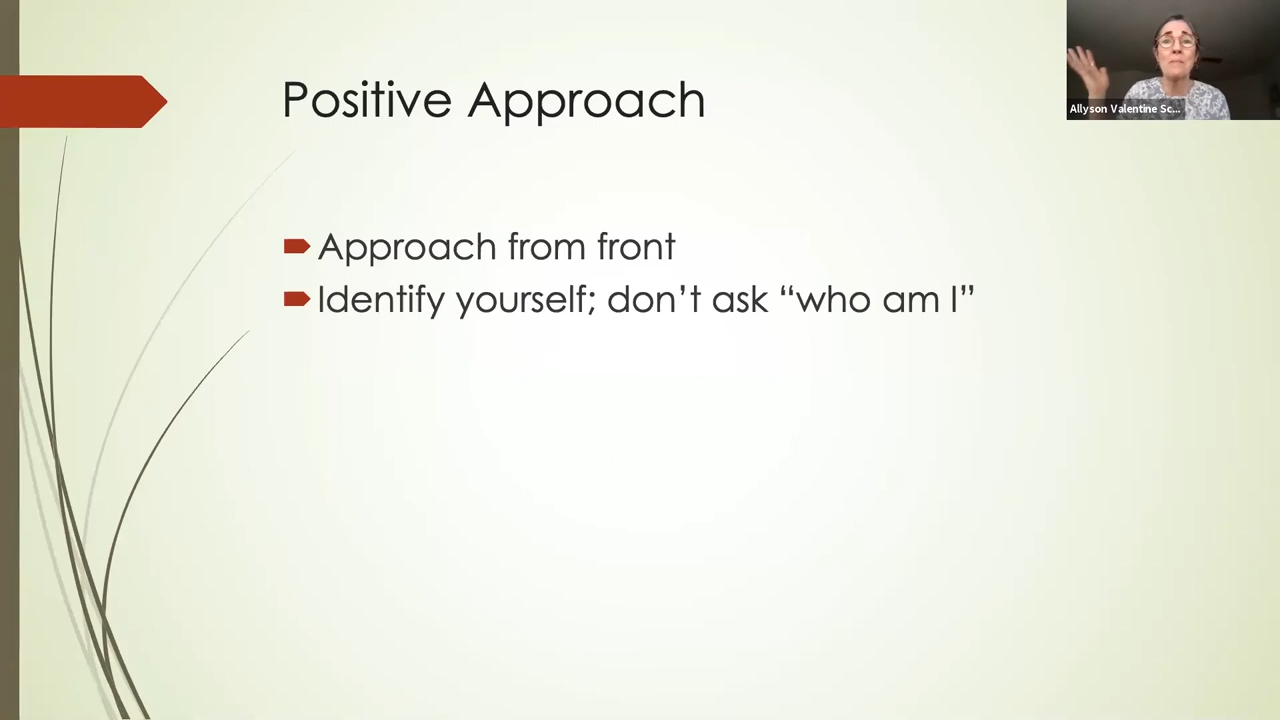 Positive Approach
Allyson Valentine Sc...
Approach from front
Identify yourself; don’t ask “who am I”